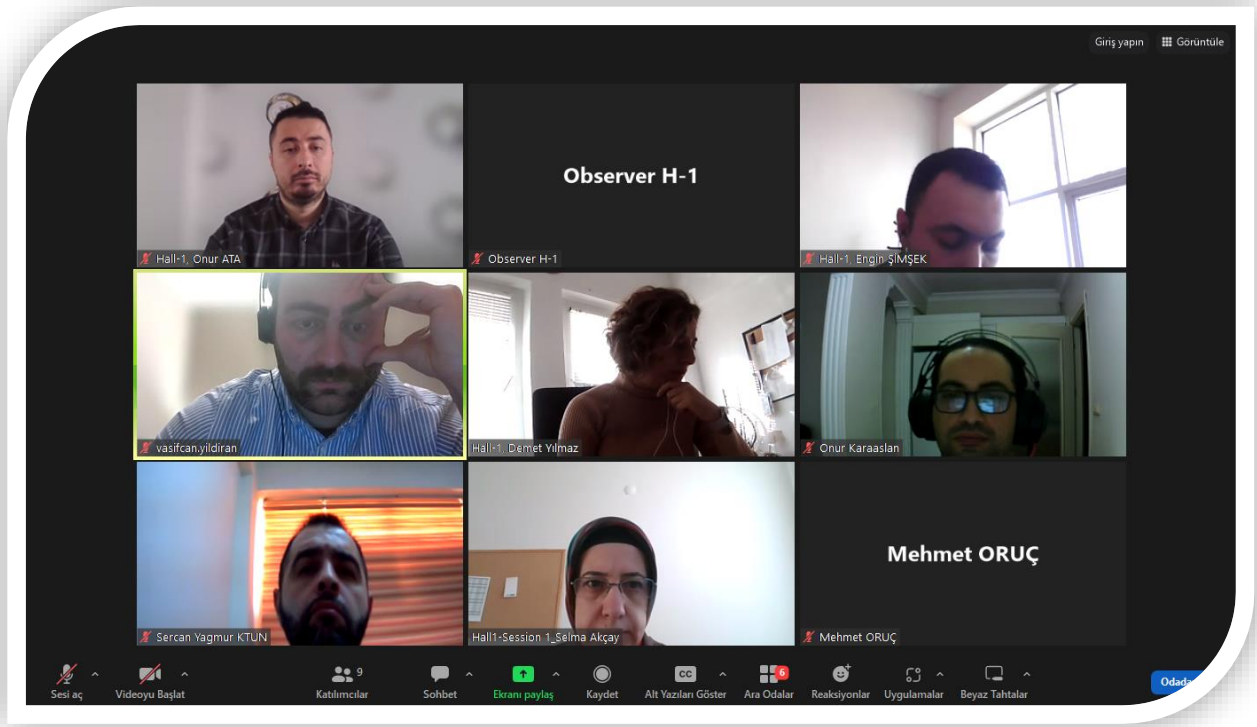 Giriş yapın
Görüntüle
Hall-1, Onur ATA
Observer H-1
Observer H-1
Hall-1, Engin ŞİMŞEK
vasifcan.yildiran
Hall-1, Demet Yılmaz
Onur Karaaslan
Sercan Yagmur KTUN
Hall1-Session 1_Selma Akçay
Mehmet ORUÇ
Mehmet ORUÇ
Sesi aç
Videoyu Başlat
9
Katılımcılar
Sohbet
Ekranı paylaş
Kaydet
CC
Alt Yazıları Göster
6
Ara Odalar
Reaksiyonlar
Uygulamalar
Beyaz Tahtalar